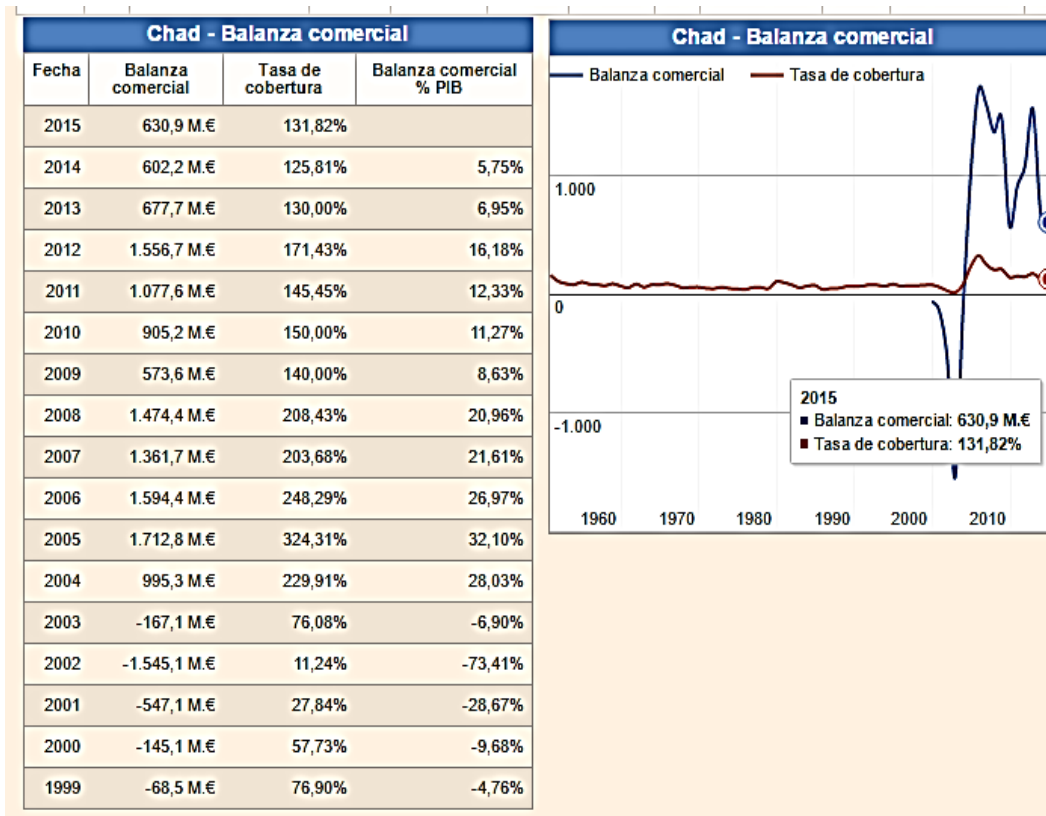 Chad - Balanza comercial
Fecha Balanza comercial Tasa de cobertura Balanza comercial % PIB
2015 630,9 M.€ 131,82%
2014 602,2 M.€ 125,81% 5,75%
2013 677,7 M.€ 130,00% 6,95%
2012 1.556,7 M.€ 171,43% 16,18%
2011 1.077,6 M.€ 145,45% 12,33%
2010 905,2 M.€ 150,00% 11,27%
2009 573,6 M.€ 140,00% 8,63%
2008 1.474,4 M.€ 208,43% 20,96%
2007 1.361,7 M.€ 203,68% 21,61%
2006 1.594,4 M.€ 248,29% 26,97%
2005 1.712,8 M.€ 324,31% 32,10%
2004 995,3 M.€ 229,91% 28,03%
2003 -167,1 M.€ 76,08% -6,90%
2002 -1.545,1 M.€ 11,24% -73,41%
2001 -547,1 M.€ 27,84% -28,67%
2000 -145,1 M.€ 57,73% -9,68%
1999 -68,5 M.€ 76,90% -4,76%
Chad - Balanza comercial
Balanza comercial Tasa de cobertura
1.000
0
-1.000
2015
Balanza comercial: 630,9 M.€
Tasa de cobertura: 131,82%
1960 1970 1980 1990 2000 2010